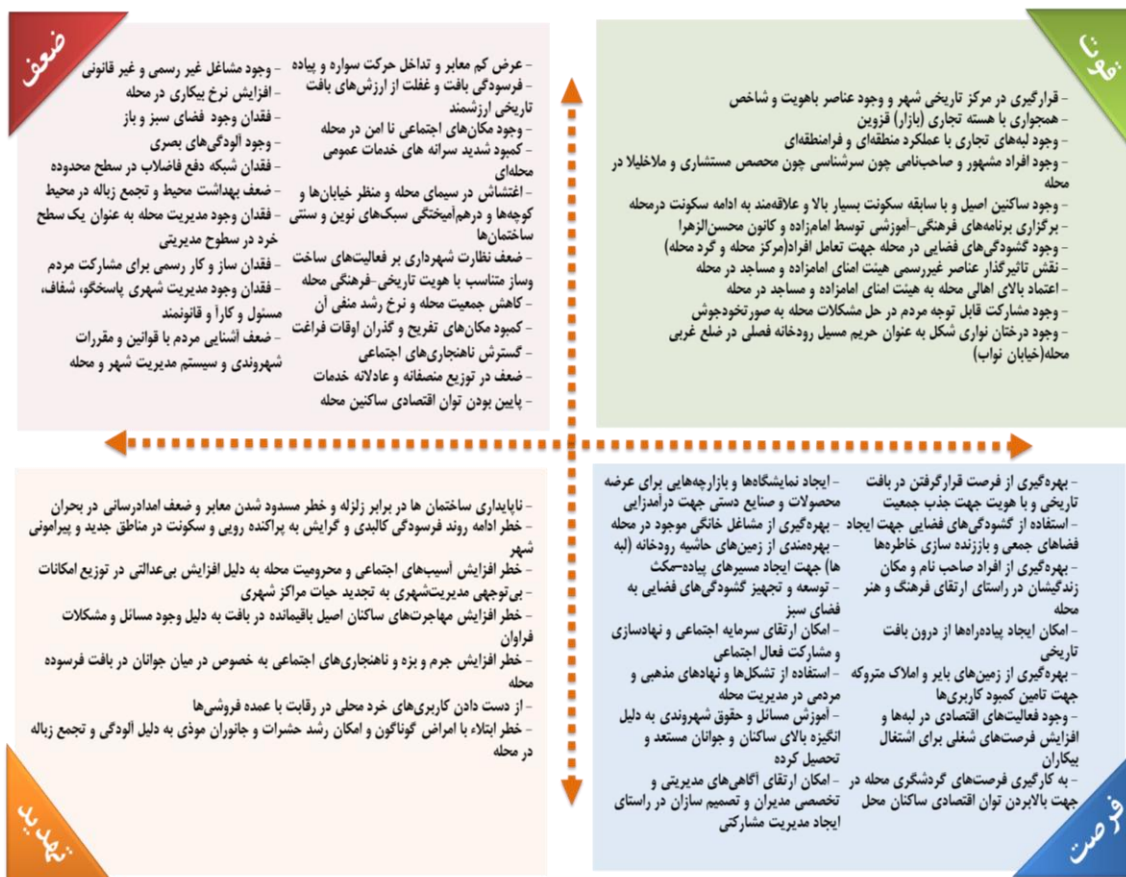 قوت‌ها
- قرارگیری در مرکز تاریخی شهر و وجود عناصر باهویت و شاخص
- همجواری با هسته تجاری (بازار) قزوین
- وجود لبه‌های تجاری با عملکرد منطقه‌ای و فرامنطقه‌ای
- وجود افراد مشهور و صاحب‌نامی چون سرشناسی چون محصص مستشاری و ملاخلیلا در
محله
- وجود ساکنین اصیل و با سابقه سکونت بسیار بالا و علاقه‌مند به ادامه سکونت درمحله
- برگزاری برنامه‌های فرهنگی-آموزشی توسط امام‌زاده و کانون محسن‌الزهرا
- وجود گشودگی‌های فضایی در محله جهت تعامل افراد(مرکز محله و گرد محله)
- نقش تاثیرگذار عناصر غیررسمی هیئت امنای امامزاده و مساجد در محله
- اعتماد بالای اهالی محله به هیئت امنای امامزاده و مساجد در محله
- وجود مشارکت قابل توجه مردم در حل مشکلات محله به صورتخودجوش
- وجود درختان نواری شکل به عنوان حریم مسیل رودخانه فصلی در ضلع غربی
محله(خیابان نواب)
ضعف
- عرض کم معابر و تداخل حرکت سواره و پیاده
- فرسودگی بافت و غفلت از ارزش‌های بافت
تاریخی ارزشمند
- وجود مکان‌های اجتماعی نا امن در محله
- کمبود شدید سرانه های خدمات عمومی
محله‌ای
- اغتشاش در سیمای محله و منظر خیابان‌ها و
کوچه‌ها و درهم‌آمیختگی سبک‌های نوین و سنتی
ساختمان‌ها
- ضعف نظارت شهرداری بر فعالیت‌های ساخت
وساز متناسب با هویت تاریخی-فرهنگی محله
- کاهش جمعیت محله و نرخ رشد منفی آن
- کمبود مکان‌های تفریح و گذران اوقات فراغت
- گسترش ناهنجاری‌های اجتماعی
- ضعف در توزیع منصفانه و عادلانه خدمات
- پایین بودن توان اقتصادی ساکنین محله
- وجود مشاغل غیر رسمی و غیر قانونی
- افزایش نرخ بیکاری در محله
- فقدان وجود فضای سبز و باز
- وجود آلودگی‌های بصری
- فقدان شبکه دفع فاضلاب در سطح محدوده
- ضعف بهداشت محیط و تجمع زباله در محیط
- فقدان وجود مدیریت محله به عنوان یک سطح
خرد در سطوح مدیریتی
- فقدان ساز و کار رسمی برای مشارکت مردم
- فقدان وجود مدیریت شهری پاسخگو، شفاف،
مسئول و کارآ و قانونمند
- ضعف آشنایی مردم با قوانین و مقررات
شهروندی و سیستم مدیریت شهر و محله
فرصت
- بهره‌گیری از فرصت قرارگرفتن در بافت
تاریخی و با هویت جهت جذب جمعیت
- استفاده از گشودگی‌های فضایی جهت ایجاد
فضاهای جمعی و باززنده سازی خاطره‌ها
- بهره‌گیری از افراد صاحب نام و مکان
زندگیشان در راستای ارتقای فرهنگ و هنر
محله
- امکان ایجاد پیاده‌راه‌ها از درون بافت
تاریخی
- بهره‌گیری از زمین‌های بایر و املاک متروکه
جهت تامین کمبود کاربری‌ها
- وجود فعالیت‌های اقتصادی در لبه‌ها و
افزایش فرصت‌های شغلی برای اشتغال
بیکاران
- به کارگیری فرصت‌های گردشگری محله در
جهت بالابردن توان اقتصادی ساکنان محل
- ایجاد نمایشگاه‌ها و بازارچه‌هایی برای عرضه
محصولات و صنایع دستی جهت درآمدزایی
- بهره‌گیری از مشاغل خانگی موجود در محله
- بهره‌مندی از زمین‌های حاشیه رودخانه (لبه
ها) جهت ایجاد مسیرهای پیاده-مکث
- توسعه و تجهیز گشودگی‌های فضایی به
فضای سبز
- امکان ارتقای سرمایه اجتماعی و نهادسازی
و مشارکت فعال اجتماعی
- استفاده از تشکل‌ها و نهادهای مذهبی و
مردمی در مدیریت محله
- آموزش مسائل و حقوق شهروندی به دلیل
انگیزه بالای ساکنان و جوانان مستعد و
تحصیل کرده
- امکان ارتقای آگاهی‌های مدیریتی و
تخصصی مدیران و تصمیم سازان در راستای
ایجاد مدیریت مشارکتی
تهدید
- ناپایداری ساختمان ها در برابر زلزله و خطر مسدود شدن معابر و ضعف امدادرسانی در بحران
- خطر ادامه روند فرسودگی کالبدی و گرایش به پراکنده رویی و سکونت در مناطق جدید و پیرامونی
شهر
- خطر افزایش آسیب‌های اجتماعی و محرومیت محله به دلیل افزایش بی‌عدالتی در توزیع امکانات
- بی‌توجهی مدیریت‌شهری به تجدید حیات مراکز شهری
- خطر افزایش مهاجرت‌های ساکنان اصیل باقیمانده در بافت به دلیل وجود مسائل و مشکلات
فراوان
- خطر افزایش جرم و بزه و ناهنجاری‌های اجتماعی به خصوص در میان جوانان در بافت فرسوده
محله
- از دست دادن کاربری‌های خرد محلی در رقابت با عمده فروشی‌ها
- خطر ابتلاء با امراض گوناگون و امکان رشد حشرات و جانوران موذی به دلیل آلودگی و تجمع زباله
در محله